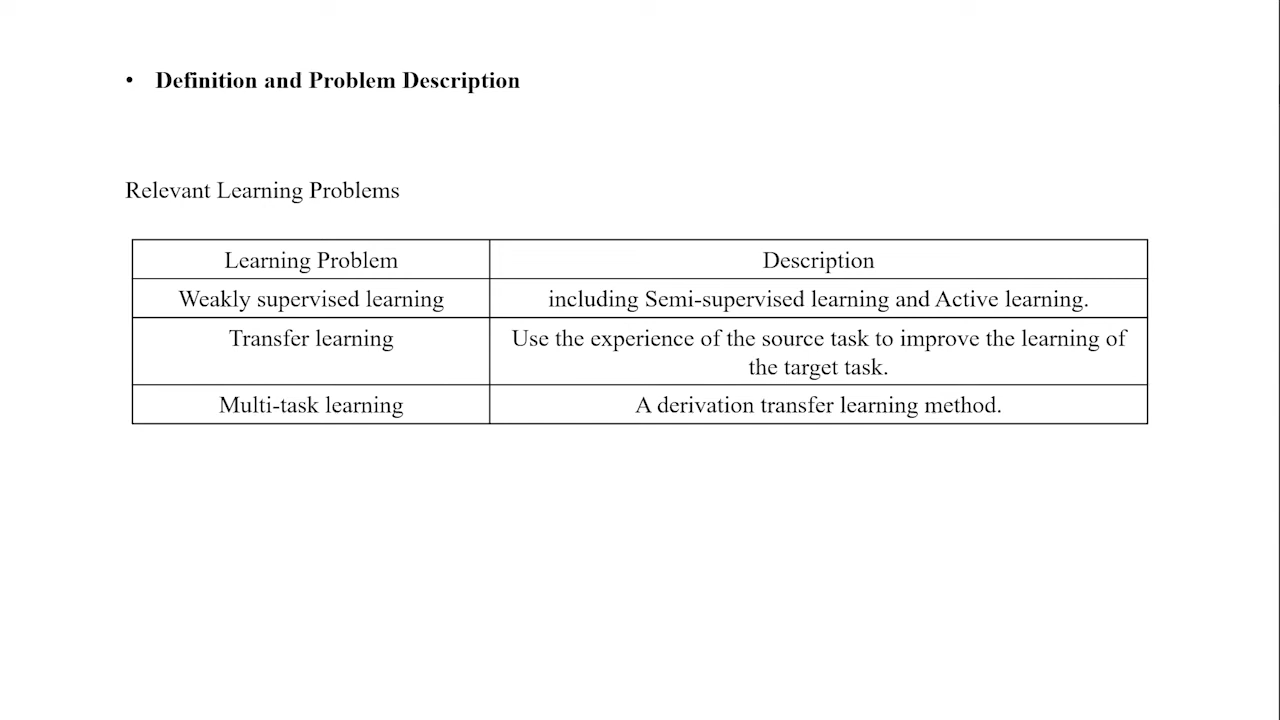 • Definition and Problem Description
Relevant Learning Problems
Learning Problem Description
Weakly supervised learning including Semi-supervised learning and Active learning.
Transfer learning Use the experience of the source task to improve the learning of
the target task.
Multi-task learning A derivation transfer learning method.